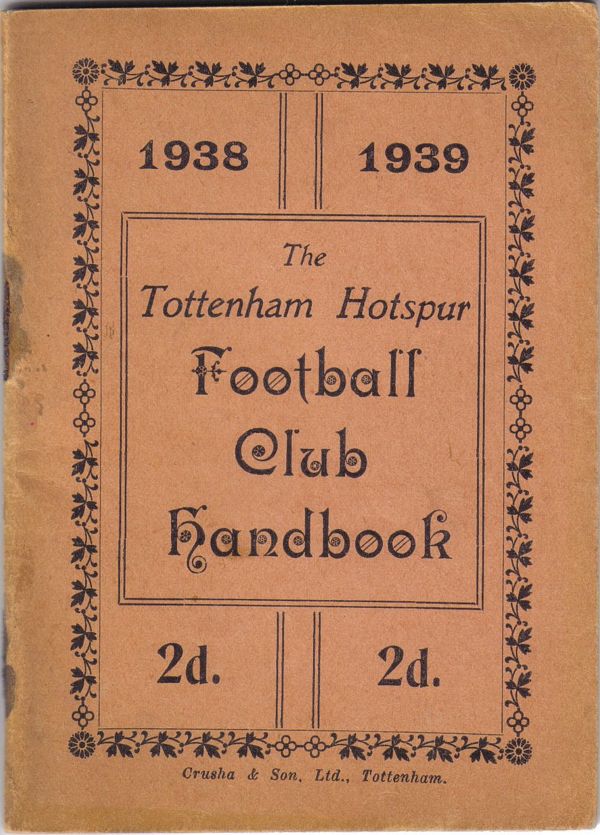 1938 1939
The
Tottenham Hotspur
Football
Club
Handbook
2d. 2d.
Crusha & Son, Ltd., Tottenham.